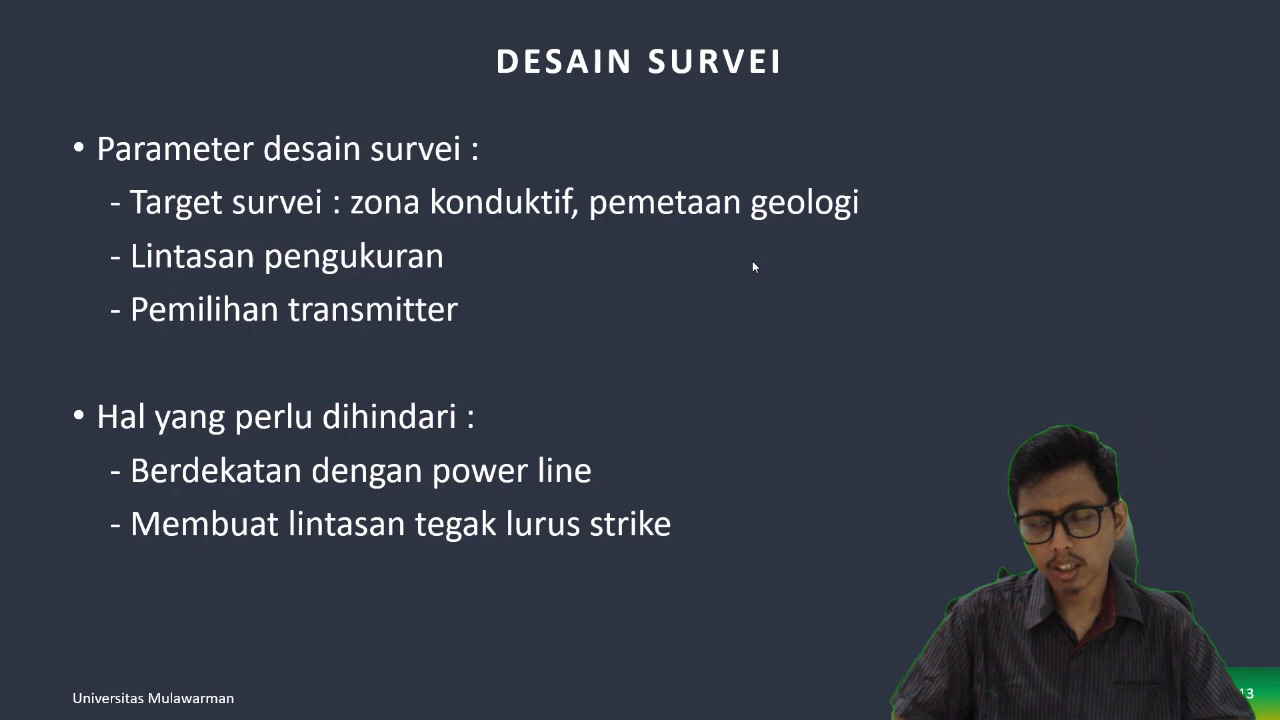 DESAIN SURVEI
• Parameter desain survei :
- Target survei : zona konduktif, pemetaan geologi
- Lintasan pengukuran
- Pemilihan transmitter
• Hal yang perlu dihindari :
- Berdekatan dengan power line
- Membuat lintasan tegak lurus strike
Universitas Mulawarman
13